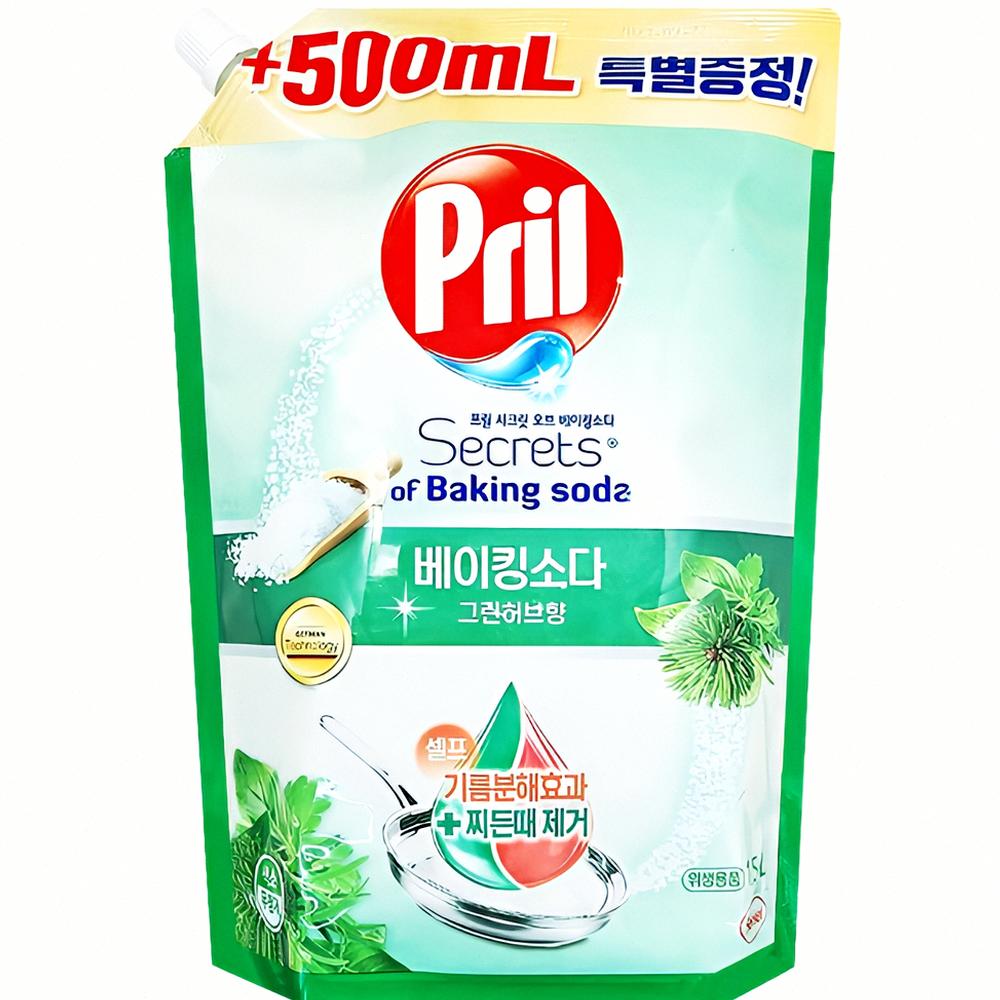 +500mL 특별증정!
Pril
프릴 시크릿 오브 베이킹소다
Secrets®
of Baking soda
베이킹소다
그린허브향
GERMAN
Technology
셀프
기름분해효과
+찌든때 제거
위생용품